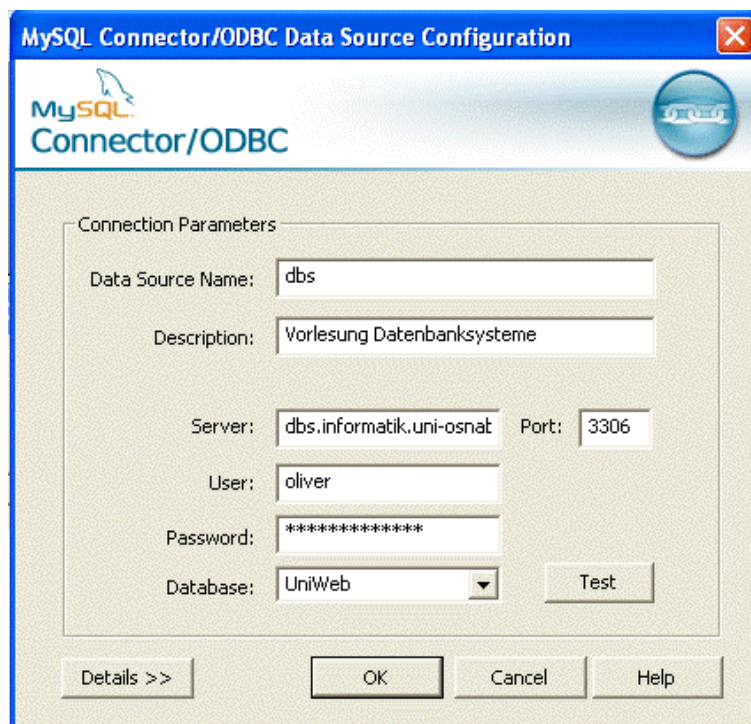 MySQL Connector/ODBC Data Source Configuration
MySQL
Connector/ODBC
Connection Parameters
Data Source Name: dbs
Description: Vorlesung Datenbanksysteme
Server: dbs.informatik.uni-osnab Port: 3306
User: oliver
Password: *************
Database: UniWeb Test
Details >> OK Cancel Help